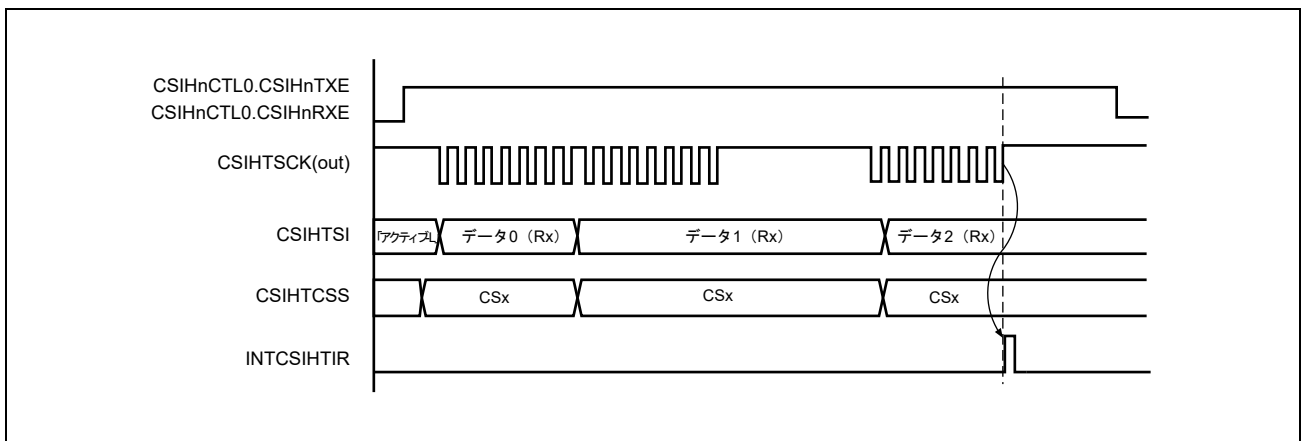 CSIHnCTL0.CSIHnTXE
CSIHnCTL0.CSIHnRXE
CSIHTSCK(out)
CSIHTSI
「アクティブL
データ0（Rx）
データ1（Rx）
データ2（Rx）
CSIHTCSS
CSx
CSx
CSx
INTCSIHTIR